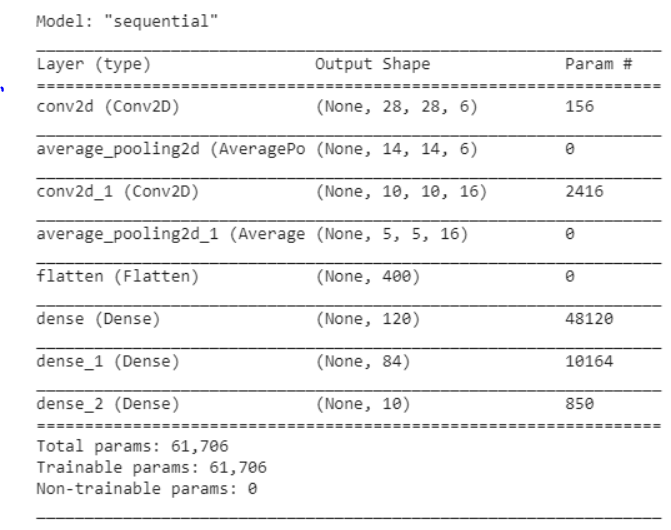 Model: "sequential"
Layer (type) Output Shape Param #
conv2d (Conv2D) (None, 28, 28, 6) 156
average_pooling2d (AveragePo (None, 14, 14, 6) 0
conv2d_1 (Conv2D) (None, 10, 10, 16) 2416
average_pooling2d_1 (Average (None, 5, 5, 16) 0
flatten (Flatten) (None, 400) 0
dense (Dense) (None, 120) 48120
dense_1 (Dense) (None, 84) 10164
dense_2 (Dense) (None, 10) 850
Total params: 61,706
Trainable params: 61,706
Non-trainable params: 0